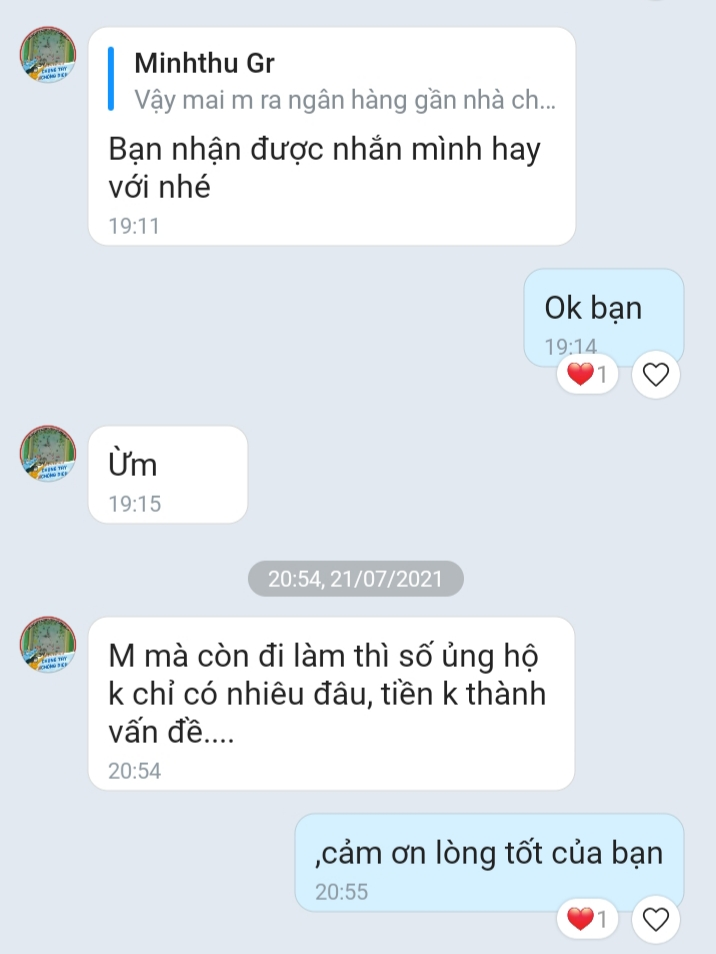 Minhthu Gr
Vậy mai m ra ngân hàng gần nhà ch...
Bạn nhận được nhắn mình hay
với nhé
19:11
Ok bạn
19:14
1
Ừm
19:15
20:54, 21/07/2021
M mà còn đi làm thì số ủng hộ
k chỉ có nhiêu đâu, tiền k thành
vấn đề....
20:54
,cảm ơn lòng tốt của bạn
20:55
1